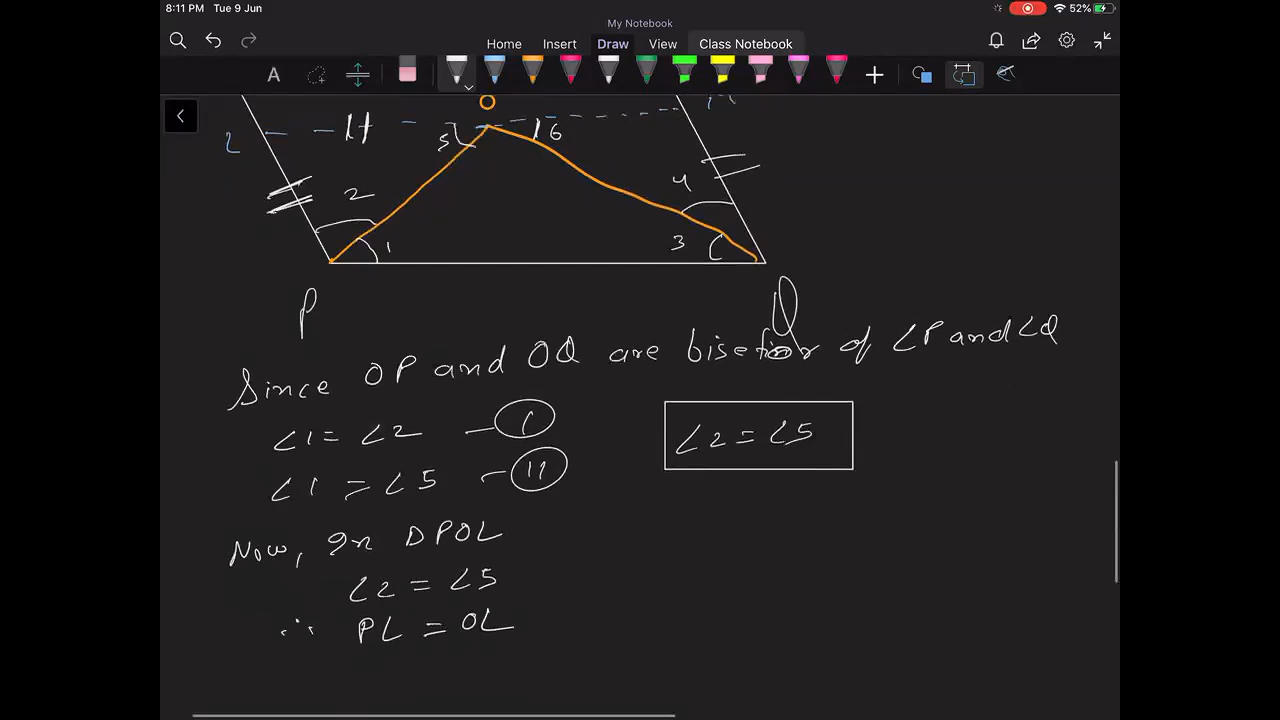 8:11 PM Tue 9 Jun
52%
My Notebook
Home Insert Draw View Class Notebook
A
O
L
5 6
2 4
1 3
P Q
Since OP and OQ are bisetior of ∠P and ∠Q
∠1 = ∠2 - (I)
∠2 = ∠5
∠1 = ∠5 - (II)
Now, In Δ POL
∠2 = ∠5
∴ PL = OL